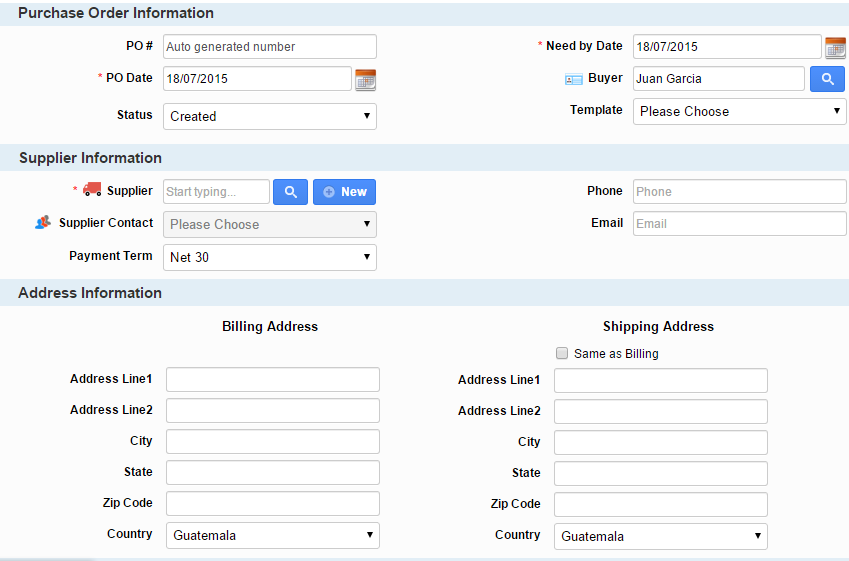 Purchase Order Information
PO # Auto generated number
* Need by Date 18/07/2015
* PO Date 18/07/2015
Buyer Juan Garcia
Status Created
Template Please Choose
Supplier Information
* Supplier Start typing... New
Phone Phone
Supplier Contact Please Choose
Email Email
Payment Term Net 30
Address Information
Billing Address
Shipping Address
Same as Billing
Address Line1
Address Line1
Address Line2
Address Line2
City
City
State
State
Zip Code
Zip Code
Country Guatemala
Country Guatemala